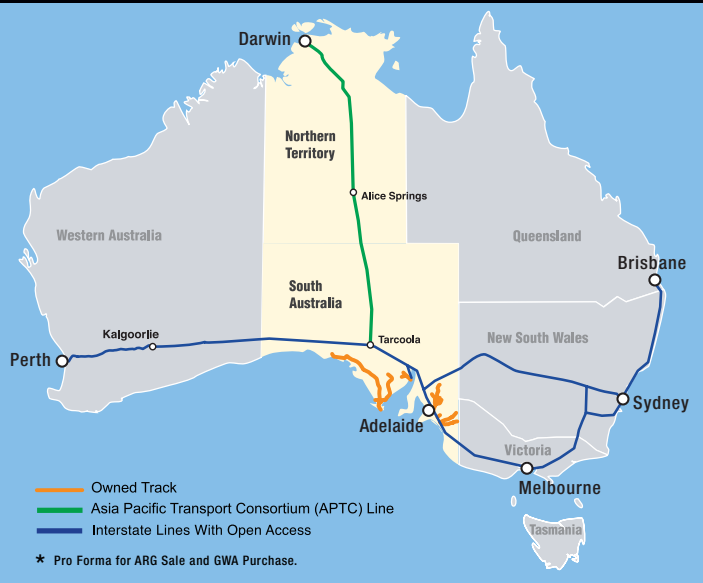 Darwin
Northern
Territory
Alice Springs
Western Australia
Queensland
Brisbane
South
Australia
Kalgoorlie
Tarcoola
New South Wales
Perth
Sydney
Adelaide
Victoria
Melbourne
Owned Track
Asia Pacific Transport Consortium (APTC) Line
Interstate Lines With Open Access
Tasmania
* Pro Forma for ARG Sale and GWA Purchase.